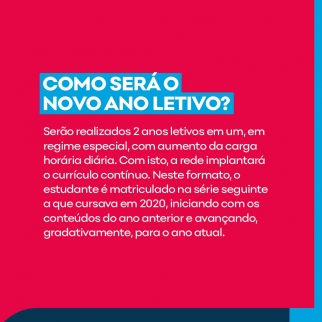 COMO SERÁ O
NOVO ANO LETIVO?
Serão realizados 2 anos letivos em um, em
regime especial, com aumento da carga
horária diária. Com isto, a rede implantará
o currículo contínuo. Neste formato, o
estudante é matriculado na série seguinte
a que cursava em 2020, iniciando com os
conteúdos do ano anterior e avançando,
gradativamente, para o ano atual.